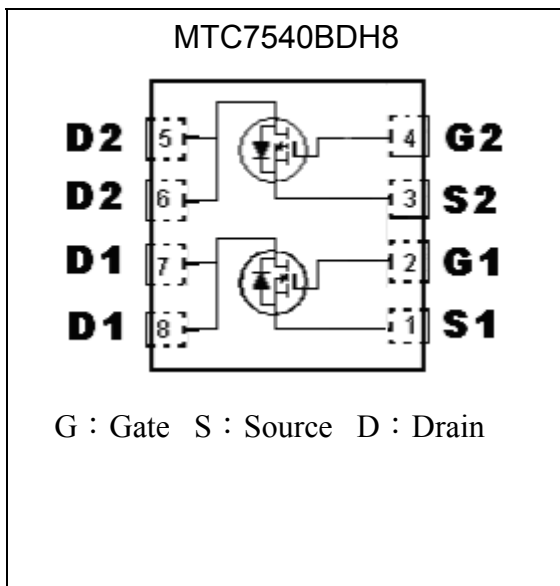 MTC7540BDH8
D2 5 4 G2
D2 6 3 S2
D1 7 2 G1
D1 8 1 S1
G：Gate S：Source D：Drain